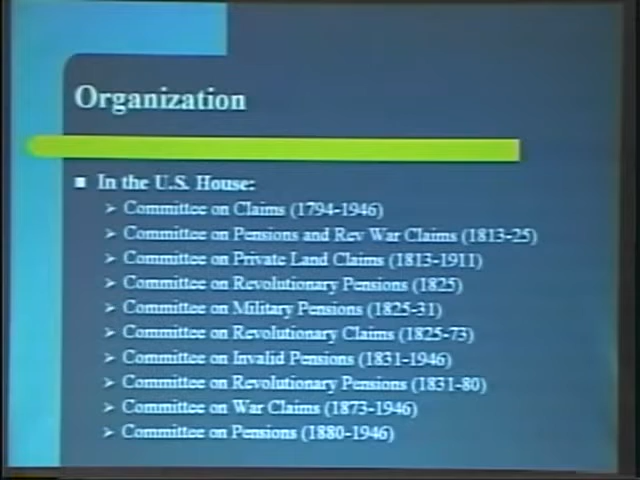 Organization
In the U.S. House:
Committee on Claims (1794-1946)
Committee on Pensions and Rev War Claims (1813-25)
Committee on Private Land Claims (1813-1911)
Committee on Revolutionary Pensions (1825)
Committee on Military Pensions (1825-31)
Committee on Revolutionary Claims (1825-73)
Committee on Invalid Pensions (1831-1946)
Committee on Revolutionary Pensions (1831-80)
Committee on War Claims (1873-1946)
Committee on Pensions (1880-1946)